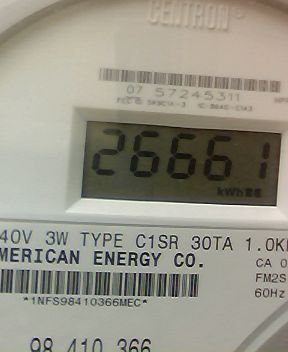 CENTRON®
07 57245311
26661
kWh
40V 3W TYPE C1SR 30TA 1.0K
MERICAN ENERGY CO.
CA 0
FM2S
60Hz
*1NFS98410366MEC*
98 410 366